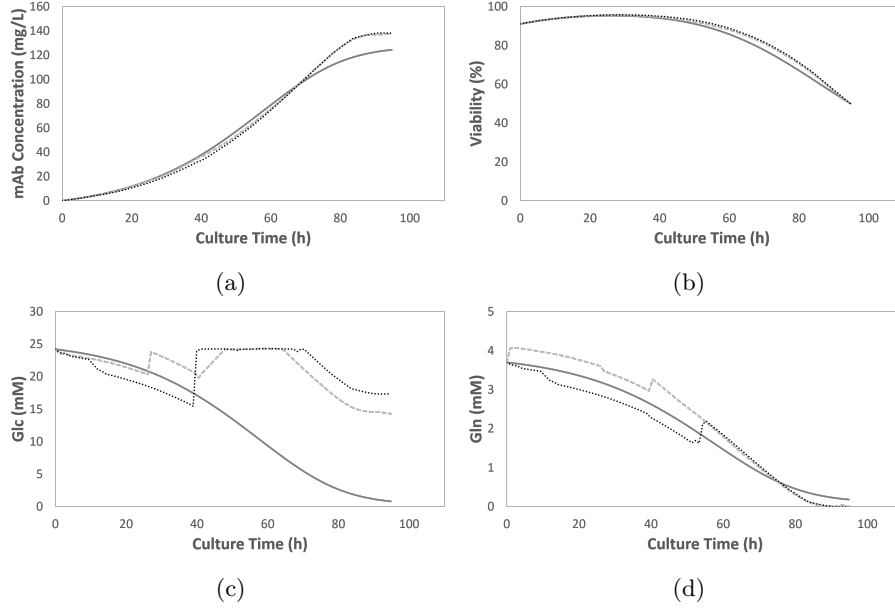 mAb Concentration (mg/L)
160
140
120
100
80
60
40
20
0
0 20 40 60 80 100
Culture Time (h)
(a)
Viability (%)
100
80
60
40
20
0
0 20 40 60 80 100
Culture Time (h)
(b)
Glc (mM)
30
25
20
15
10
5
0
0 20 40 60 80 100
Culture Time (h)
(c)
Gln (mM)
5
4
3
2
1
0
0 20 40 60 80 100
Culture Time (h)
(d)